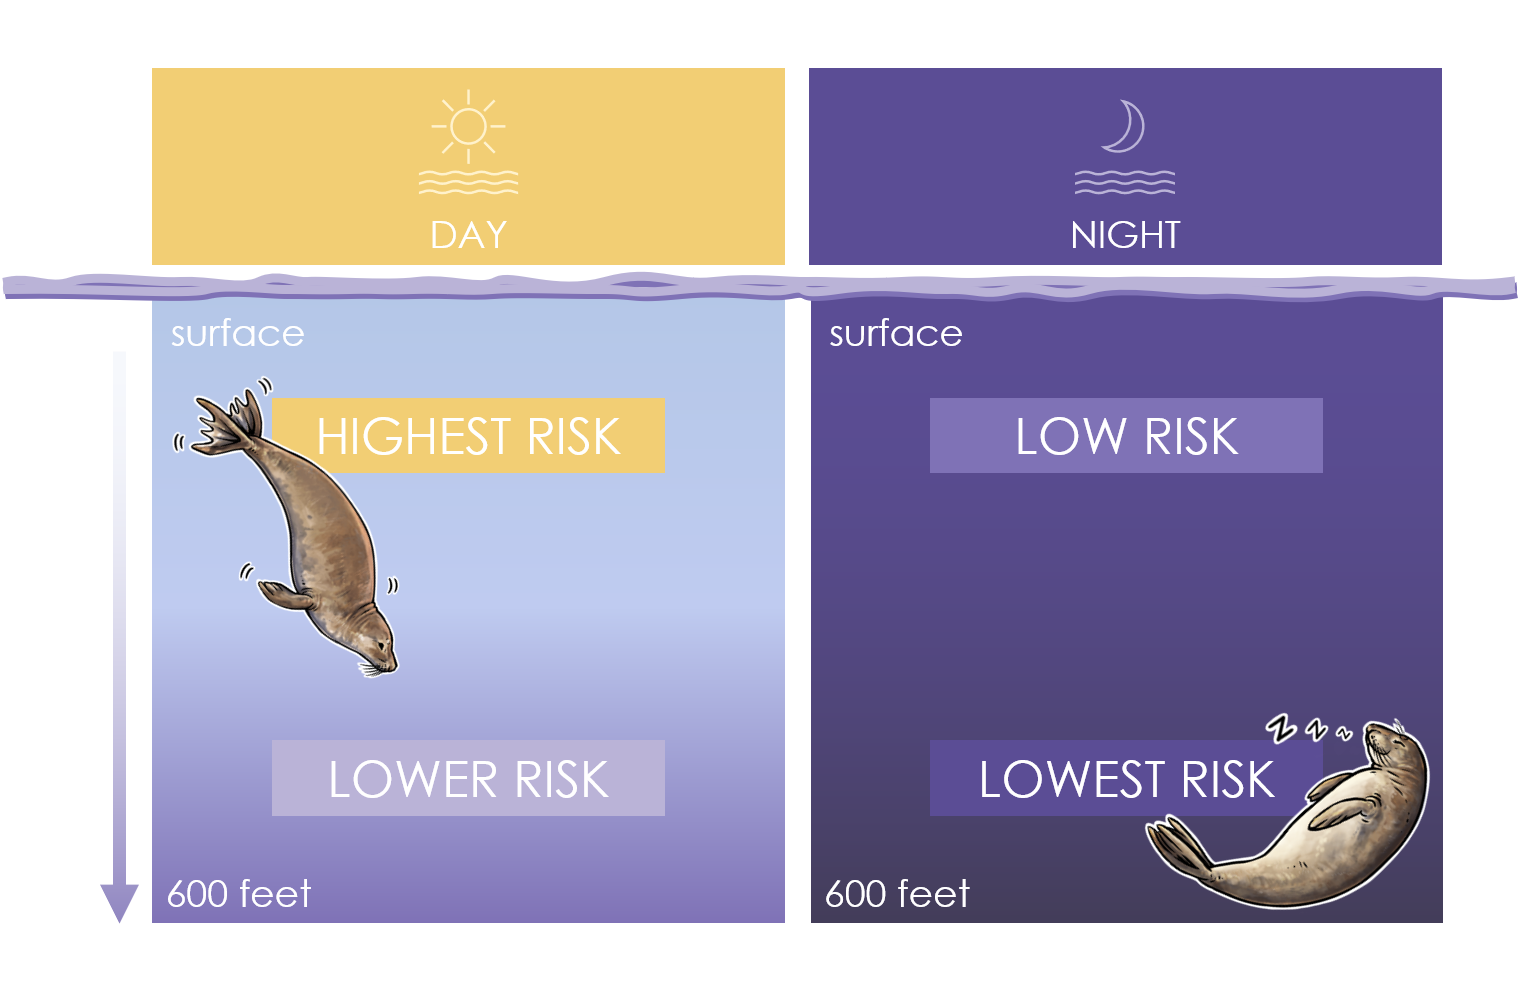 DAY
NIGHT
surface
surface
HIGHEST RISK
LOW RISK
z z z
LOWER RISK
LOWEST RISK
600 feet
600 feet